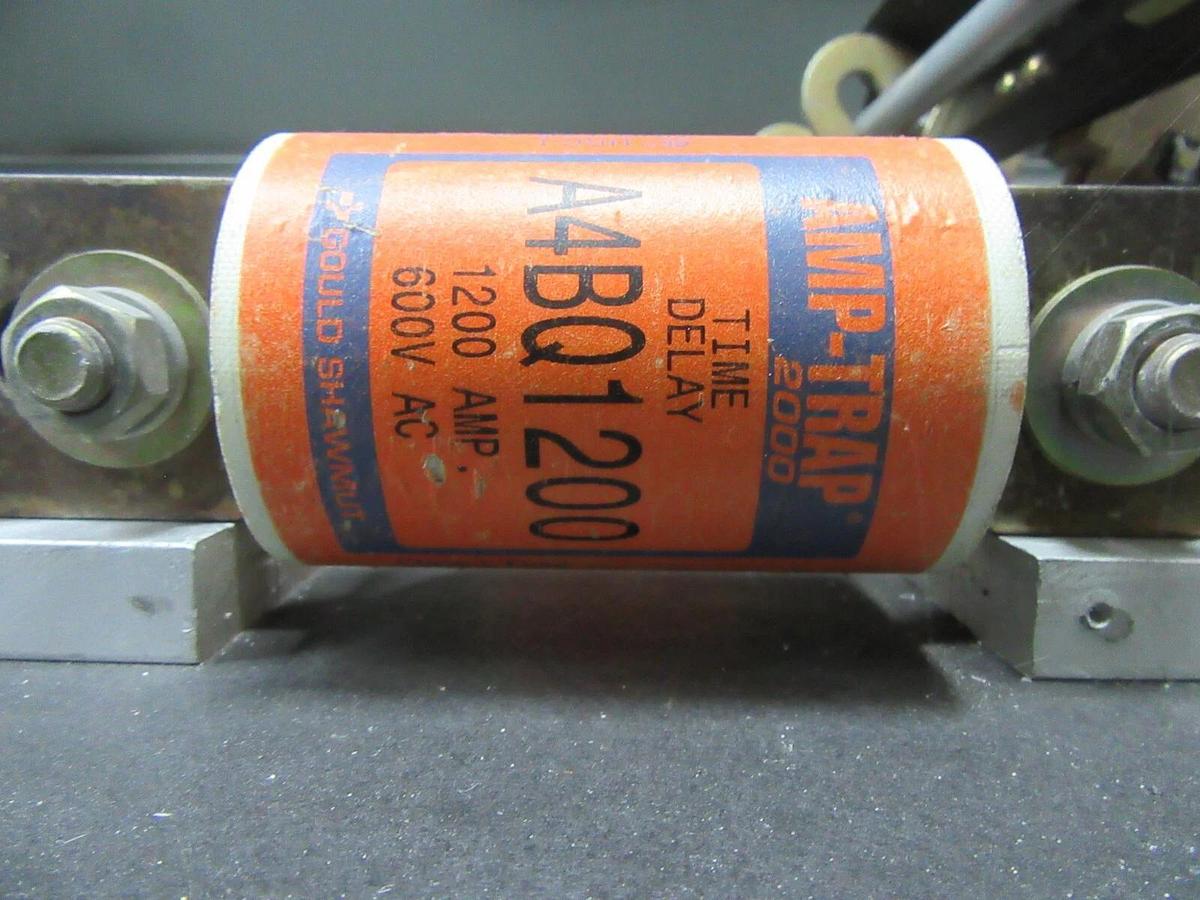 AMP-TRAP®
2000
TIME
DELAY
A4BQ1200
1200 AMP,
600V AC
GOULD SHAWMUT